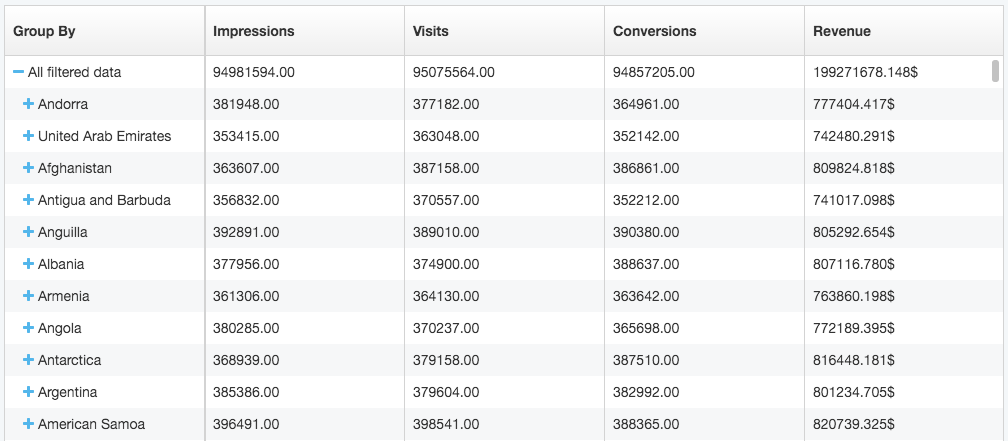 Group By Impressions Visits Conversions Revenue
All filtered data 94981594.00 95075564.00 94857205.00 199271678.148$
Andorra 381948.00 377182.00 364961.00 777404.417$
United Arab Emirates 353415.00 363048.00 352142.00 742480.291$
Afghanistan 363607.00 387158.00 386861.00 809824.818$
Antigua and Barbuda 356832.00 370557.00 352212.00 741017.098$
Anguilla 392891.00 389010.00 390380.00 805292.654$
Albania 377956.00 374900.00 388637.00 807116.780$
Armenia 361306.00 364130.00 363642.00 763860.198$
Angola 380285.00 370237.00 365698.00 772189.395$
Antarctica 368939.00 379158.00 387510.00 816448.181$
Argentina 385386.00 379604.00 382992.00 801234.705$
American Samoa 396491.00 398541.00 388365.00 820739.325$